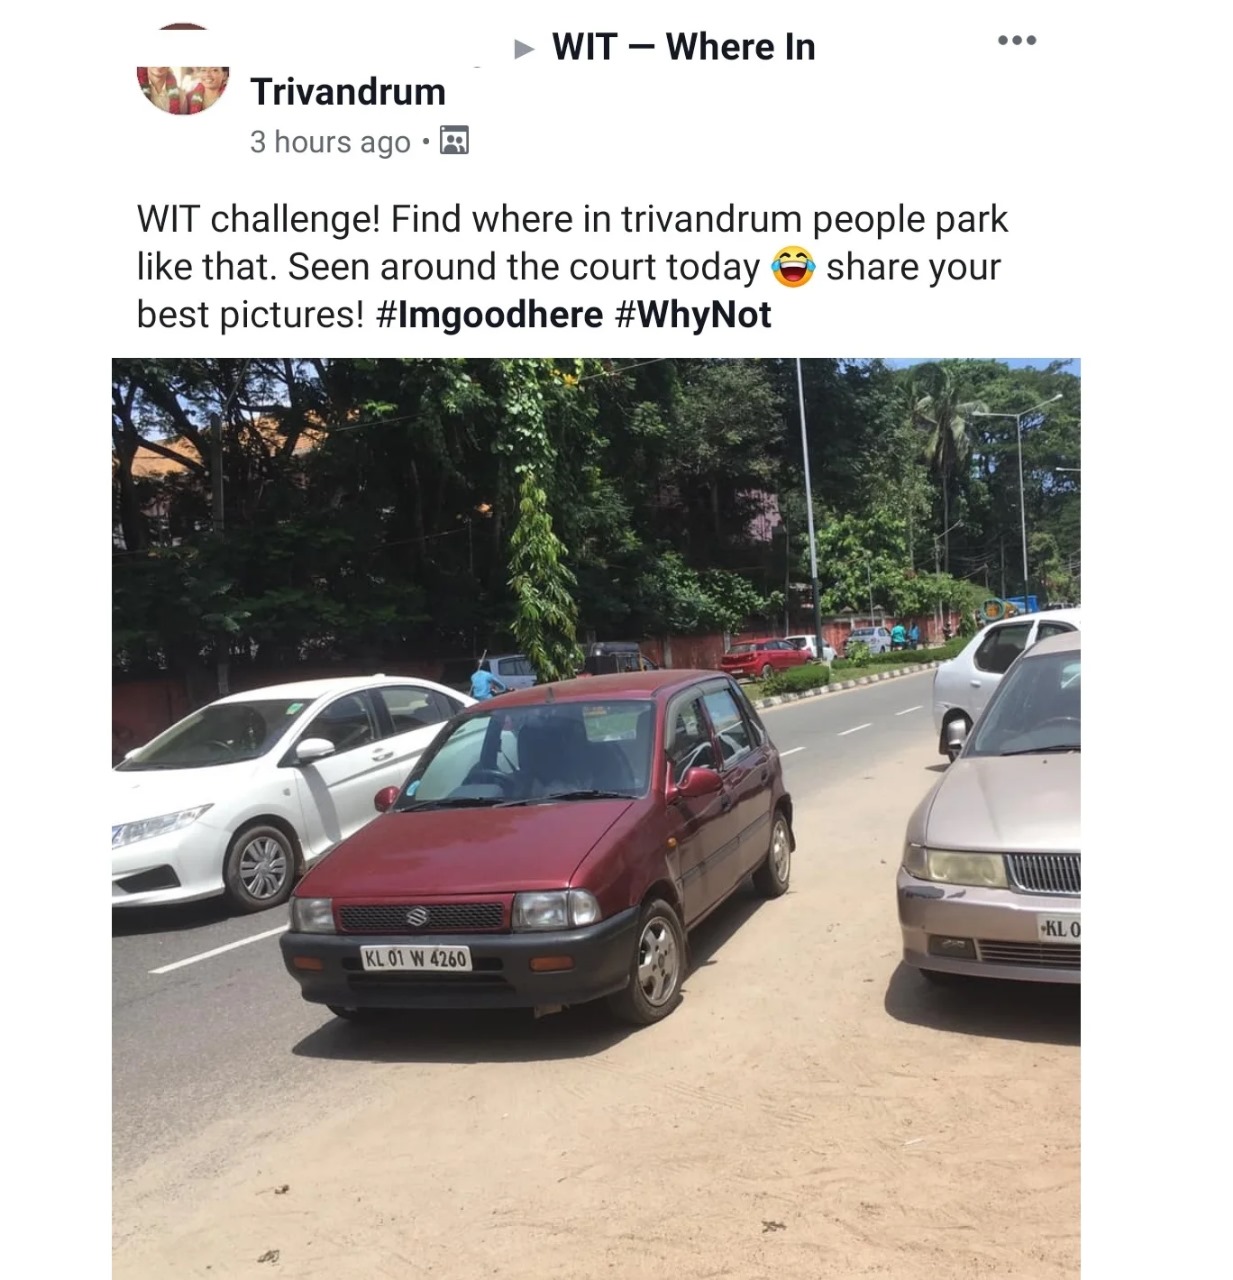 WIT — Where In
Trivandrum
3 hours ago •
WIT challenge! Find where in trivandrum people park
like that. Seen around the court today 😂 share your
best pictures! #Imgoodhere #WhyNot
KL 01 W 4260
KL 0